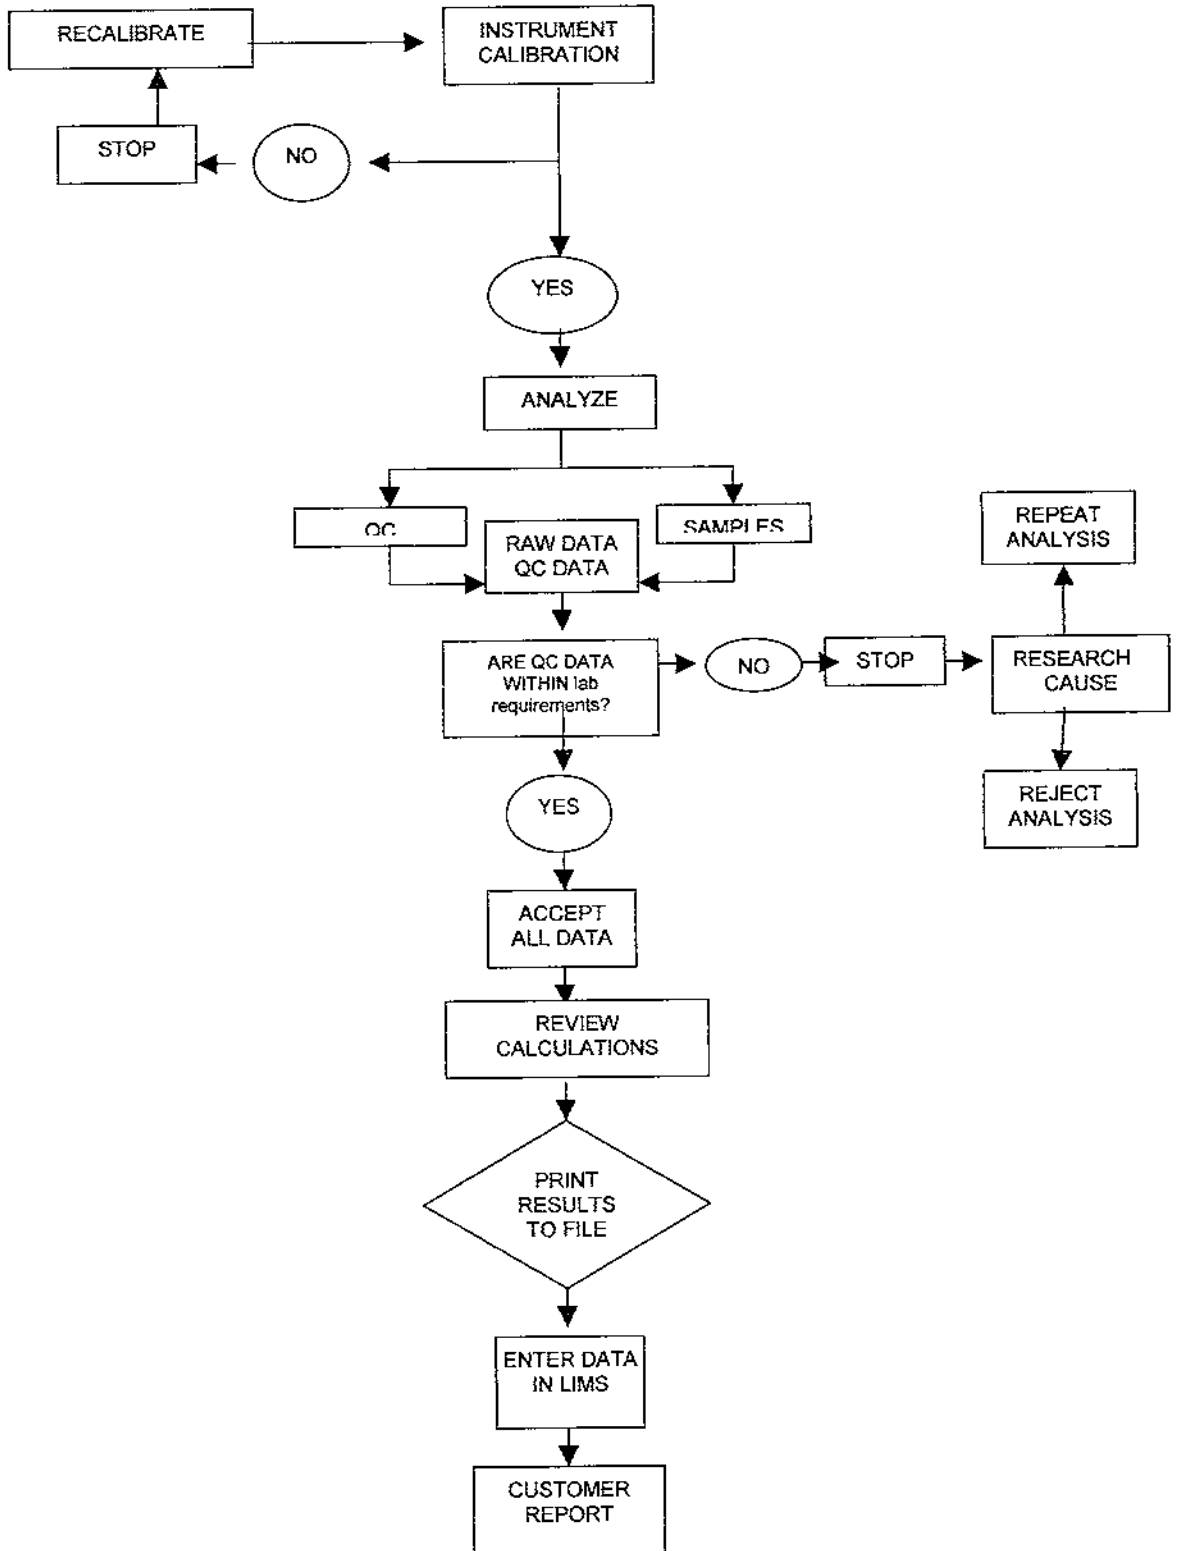 RECALIBRATE
INSTRUMENT
CALIBRATION
STOP
NO
YES
ANALYZE
QC
SAMPLES
RAW DATA
QC DATA
REPEAT
ANALYSIS
ARE QC DATA
WITHIN lab
requirements?
NO
STOP
RESEARCH
CAUSE
YES
REJECT
ANALYSIS
ACCEPT
ALL DATA
REVIEW
CALCULATIONS
PRINT
RESULTS
TO FILE
ENTER DATA
IN LIMS
CUSTOMER
REPORT